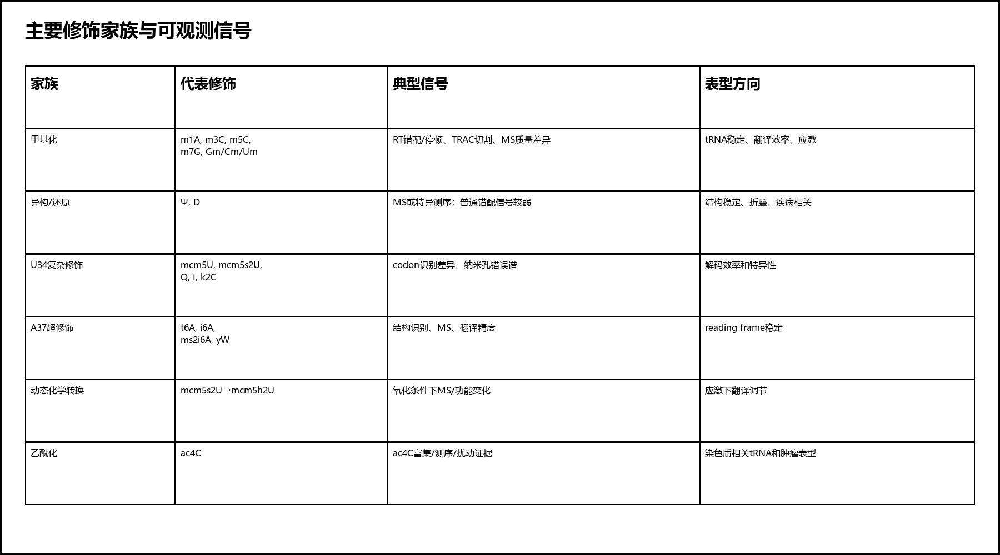 主要修饰家族与可观测信号
家族
代表修饰
典型信号
表型方向
甲基化
m1A, m3C, m5C,
m7G, Gm/Cm/Um
RT错配/停顿、TRAC切割、MS质量差异
tRNA稳定、翻译效率、应激
异构/还原
Ψ, D
MS或特异测序；普通错配信号较弱
结构稳定、折叠、疾病相关
U34复杂修饰
mcm5U, mcm5s2U,
Q, I, k2C
codon识别差异、纳米孔错误谱
解码效率和特异性
A37超修饰
t6A, i6A,
ms2i6A, yW
结构识别、MS、翻译精度
reading frame稳定
动态化学转换
mcm5s2U→mcm5h2U
氧化条件下MS/功能变化
应激下翻译调节
乙酰化
ac4C
ac4C富集/测序/扰动证据
染色质相关tRNA和肿瘤表型